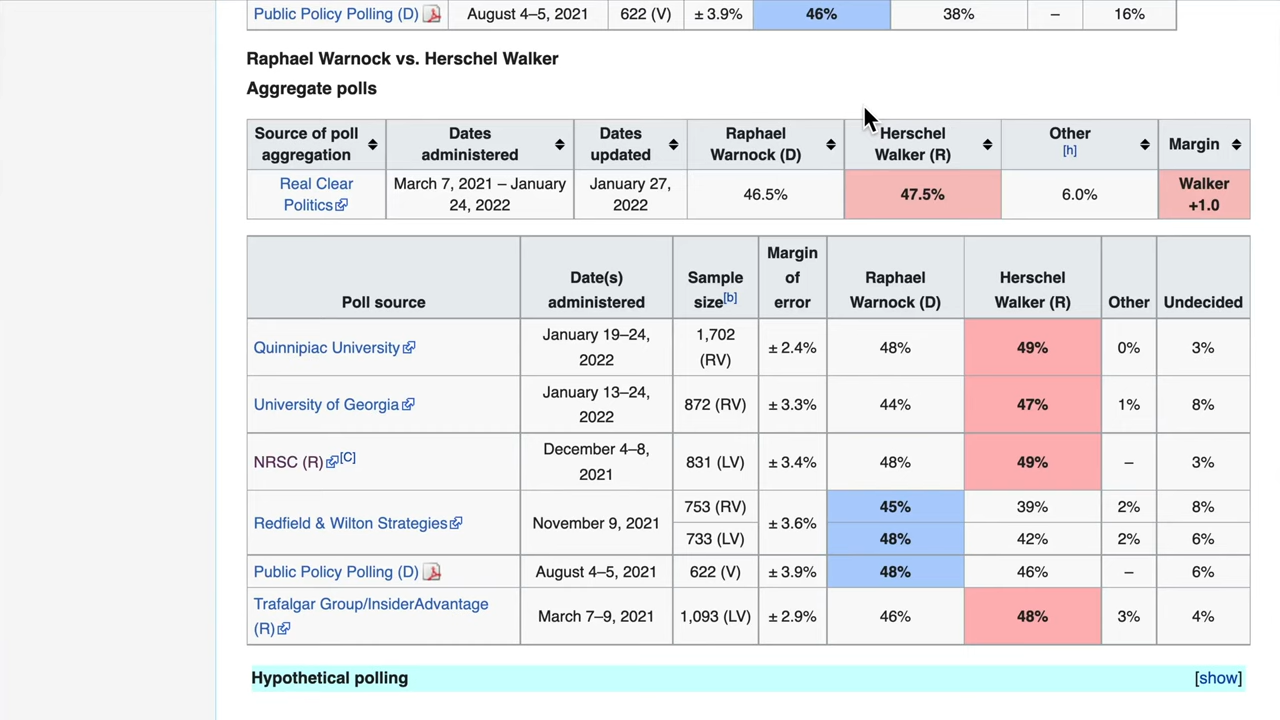 Public Policy Polling (D) August 4–5, 2021 622 (V) ± 3.9% 46% 38% – 16%
Raphael Warnock vs. Herschel Walker
Aggregate polls
Source of poll aggregation Dates administered Dates updated Raphael Warnock (D) Herschel Walker (R) Other [h] Margin
Real Clear Politics March 7, 2021 – January 24, 2022 January 27, 2022 46.5% 47.5% 6.0% Walker +1.0
Poll source Date(s) administered Sample size[b] Margin of error Raphael Warnock (D) Herschel Walker (R) Other Undecided
Quinnipiac University January 19–24, 2022 1,702 (RV) ± 2.4% 48% 49% 0% 3%
University of Georgia January 13–24, 2022 872 (RV) ± 3.3% 44% 47% 1% 8%
NRSC (R)[C] December 4–8, 2021 831 (LV) ± 3.4% 48% 49% – 3%
Redfield & Wilton Strategies November 9, 2021 753 (RV) ± 3.6% 45% 39% 2% 8%
733 (LV) 48% 42% 2% 6%
Public Policy Polling (D) August 4–5, 2021 622 (V) ± 3.9% 48% 46% – 6%
Trafalgar Group/InsiderAdvantage (R) March 7–9, 2021 1,093 (LV) ± 2.9% 46% 48% 3% 4%
Hypothetical polling [show]